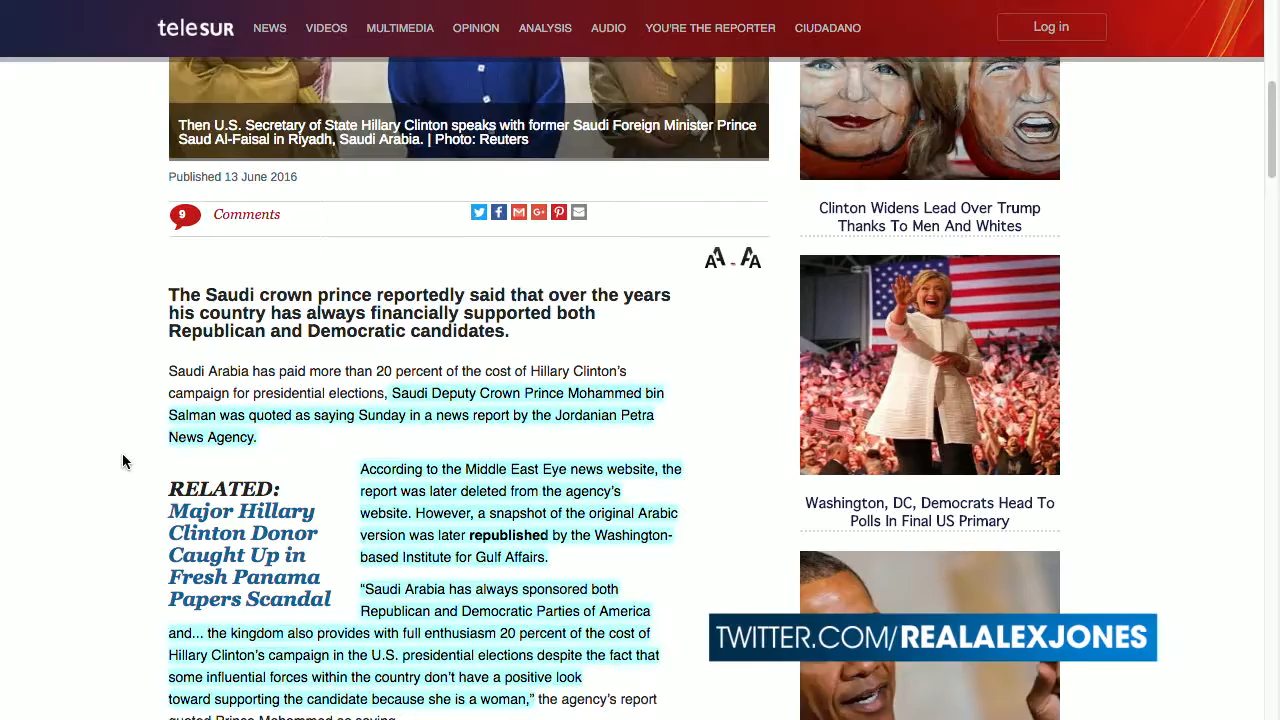 teleSUR NEWS VIDEOS MULTIMEDIA OPINION ANALYSIS AUDIO YOU'RE THE REPORTER CIUDADANO Log in
Then U.S. Secretary of State Hillary Clinton speaks with former Saudi Foreign Minister Prince
Saud Al-Faisal in Riyadh, Saudi Arabia. | Photo: Reuters
Published 13 June 2016
9 Comments
AA - AA
The Saudi crown prince reportedly said that over the years
his country has always financially supported both
Republican and Democratic candidates.
Saudi Arabia has paid more than 20 percent of the cost of Hillary Clinton's
campaign for presidential elections, Saudi Deputy Crown Prince Mohammed bin
Salman was quoted as saying Sunday in a news report by the Jordanian Petra
News Agency.
RELATED:
Major Hillary
Clinton Donor
Caught Up in
Fresh Panama
Papers Scandal
According to the Middle East Eye news website, the
report was later deleted from the agency's
website. However, a snapshot of the original Arabic
version was later republished by the Washington-
based Institute for Gulf Affairs.
“Saudi Arabia has always sponsored both
Republican and Democratic Parties of America
and... the kingdom also provides with full enthusiasm 20 percent of the cost of
Hillary Clinton's campaign in the U.S. presidential elections despite the fact that
some influential forces within the country don't have a positive look
toward supporting the candidate because she is a woman,” the agency's report
quoted Prince Mohammed as saying.
Clinton Widens Lead Over Trump
Thanks To Men And Whites
Washington, DC, Democrats Head To
Polls In Final US Primary
TWITTER.COM/REALALEXJONES